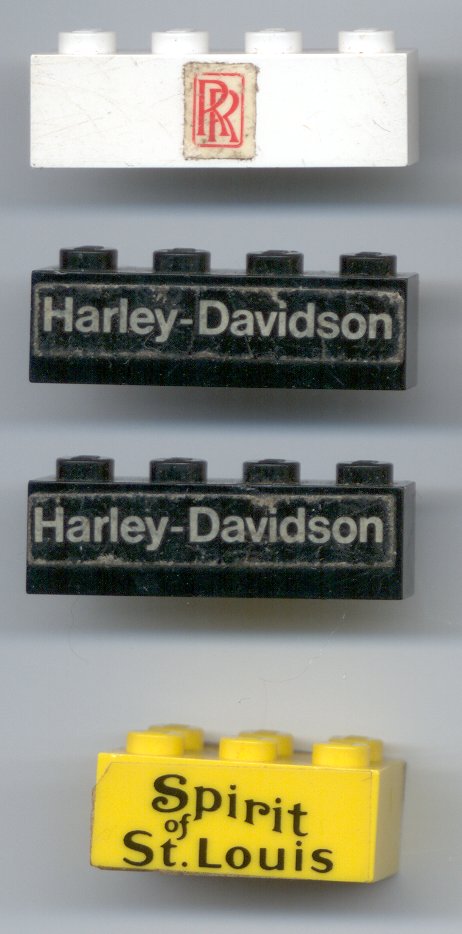 RR
Harley-Davidson
Harley-Davidson
Spirit
of
St. Louis